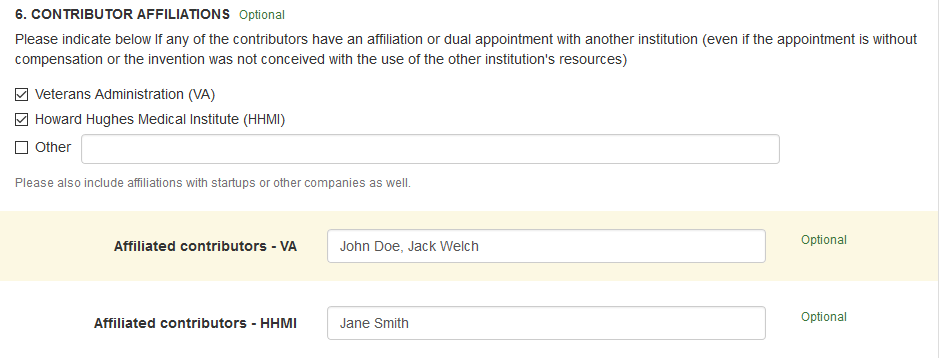 6. CONTRIBUTOR AFFILIATIONS Optional
Please indicate below If any of the contributors have an affiliation or dual appointment with another institution (even if the appointment is without
compensation or the invention was not conceived with the use of the other institution's resources)
Veterans Administration (VA)
Howard Hughes Medical Institute (HHMI)
Other
Please also include affiliations with startups or other companies as well.
Affiliated contributors - VA John Doe, Jack Welch Optional
Affiliated contributors - HHMI Jane Smith Optional